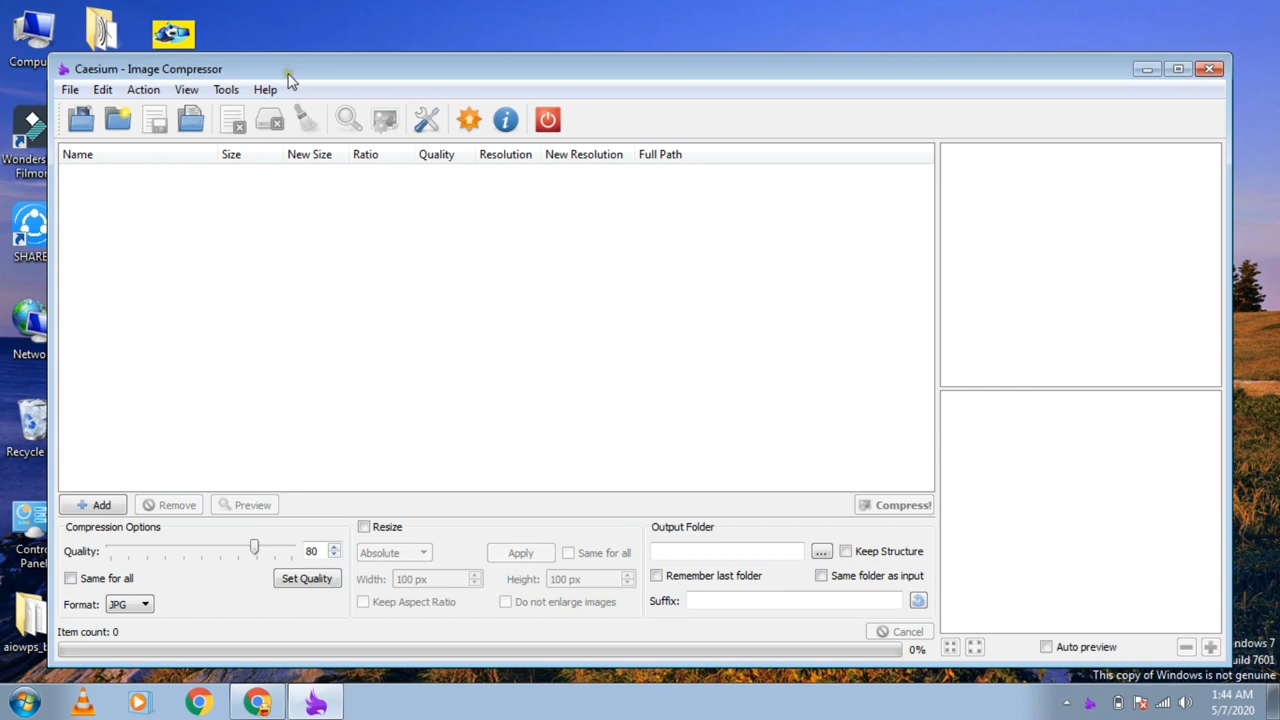 Compu
Caesium - Image Compressor
File Edit Action View Tools Help
Name Size New Size Ratio Quality Resolution New Resolution Full Path
Wonders
Filmor
SHARE
Netwo
Recycle
Contro
Panel
aiowps_b
Add Remove Preview Compress!
Compression Options Resize Output Folder
Quality: 80 Absolute Apply Same for all ... Keep Structure
Same for all Set Quality Width: 100 px Height: 100 px Remember last folder Same folder as input
Format: JPG Keep Aspect Ratio Do not enlarge images Suffix:
Item count: 0 Cancel
0% Auto preview
ndows 7
uild 7601
This copy of Windows is not genuine
1:44 AM
5/7/2020